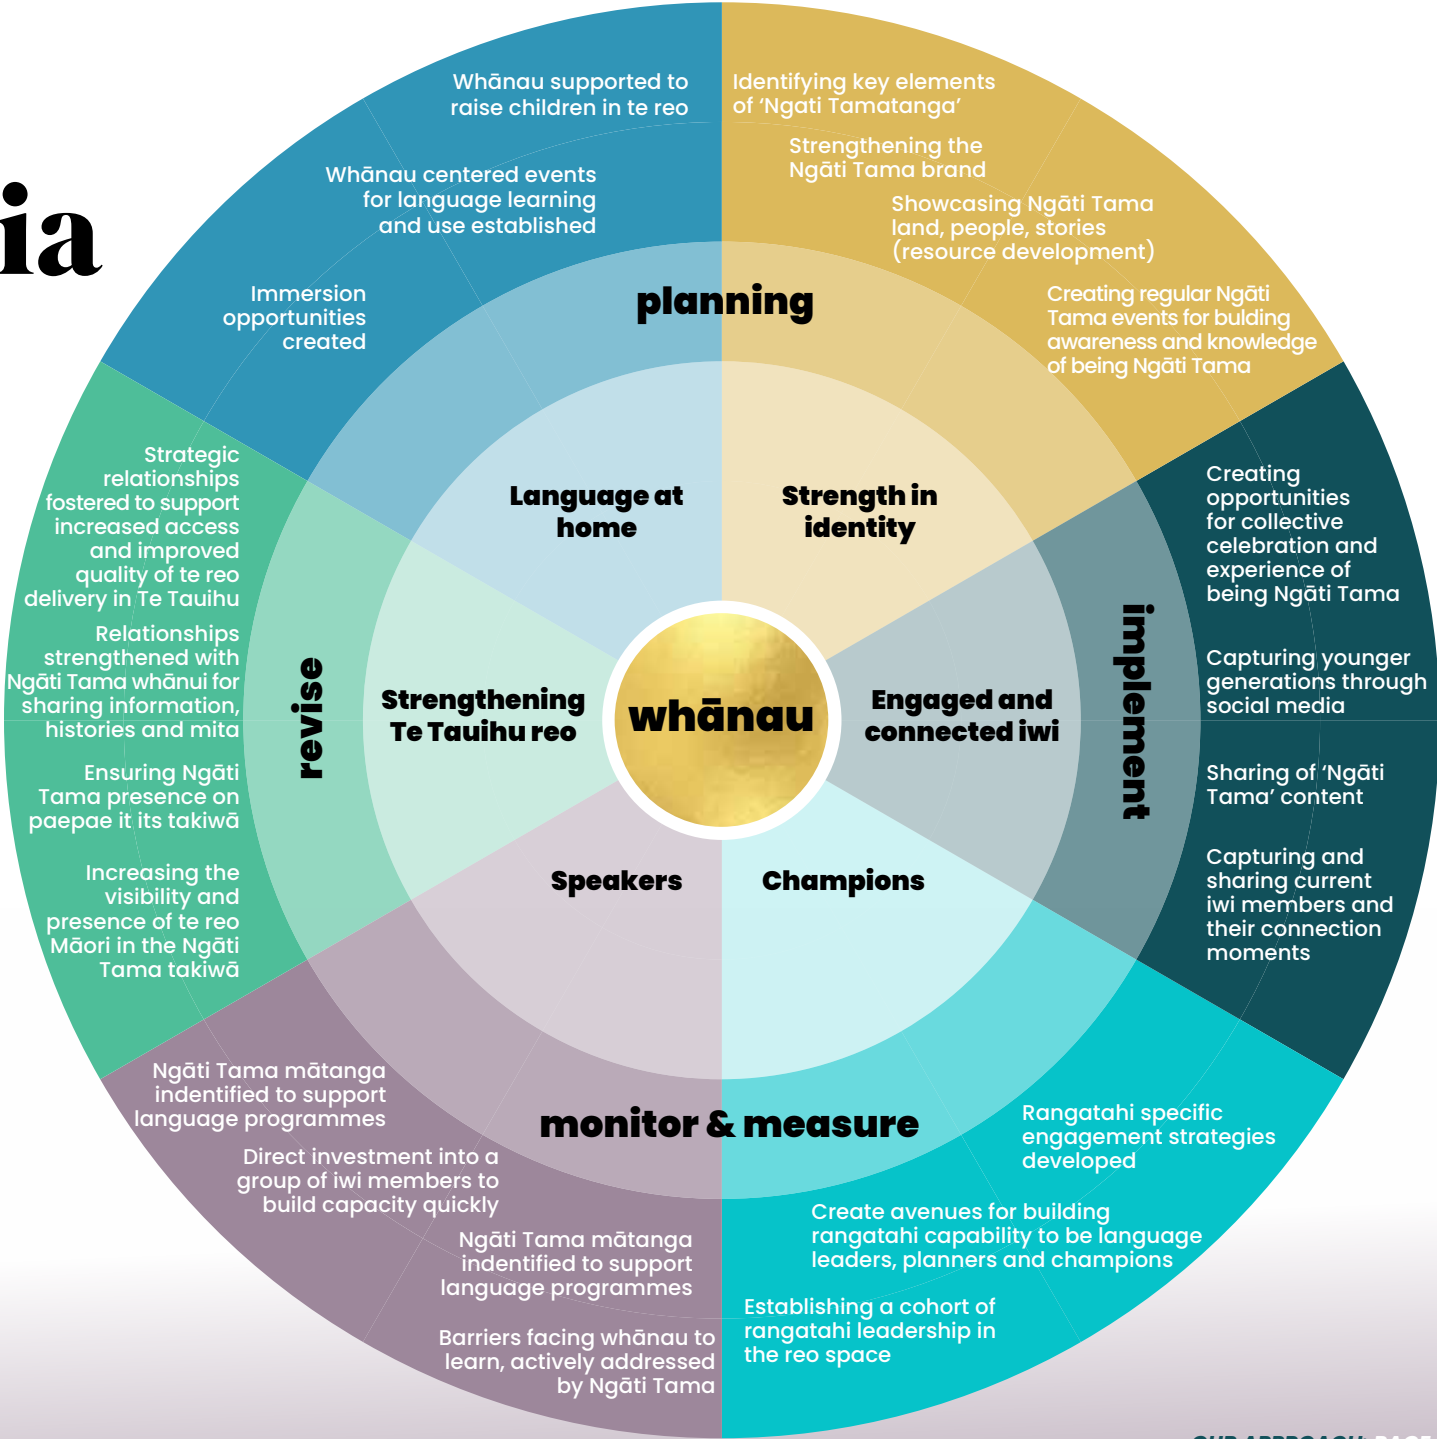 ia
Whānau supported to
raise children in te reo
Whānau centered events
for language learning
and use established
Immersion
opportunities
created
Identifying key elements
of ‘Ngati Tamatanga’
Strengthening the
Ngāti Tama brand
Showcasing Ngāti Tama
land, people, stories
(resource development)
Creating regular Ngāti
Tama events for bulding
awareness and knowledge
of being Ngāti Tama
planning
Language at
home
Strength in
identity
Strategic
relationships
fostered to support
increased access
and improved
quality of te reo
delivery in Te Tauihu
Relationships
strengthened with
Ngāti Tama whānui for
sharing information,
histories and mita
Ensuring Ngāti
Tama presence on
paepae it its takiwā
Increasing the
visibility and
presence of te reo
Māori in the Ngāti
Tama takiwā
revise
Strengthening
Te Tauihu reo
whānau
Engaged and
connected iwi
implement
Creating
opportunities
for collective
celebration and
experience of
being Ngāti Tama
Capturing younger
generations through
social media
Sharing of ‘Ngāti
Tama’ content
Capturing and
sharing current
iwi members and
their connection
moments
Speakers
Champions
monitor & measure
Ngāti Tama mātanga
indentified to support
language programmes
Direct investment into a
group of iwi members to
build capacity quickly
Ngāti Tama mātanga
indentified to support
language programmes
Barriers facing whānau to
learn, actively addressed
by Ngāti Tama
Rangatahi specific
engagement strategies
developed
Create avenues for building
rangatahi capability to be language
leaders, planners and champions
Establishing a cohort of
rangatahi leadership in
the reo space
OUR APPROACH: PAGE